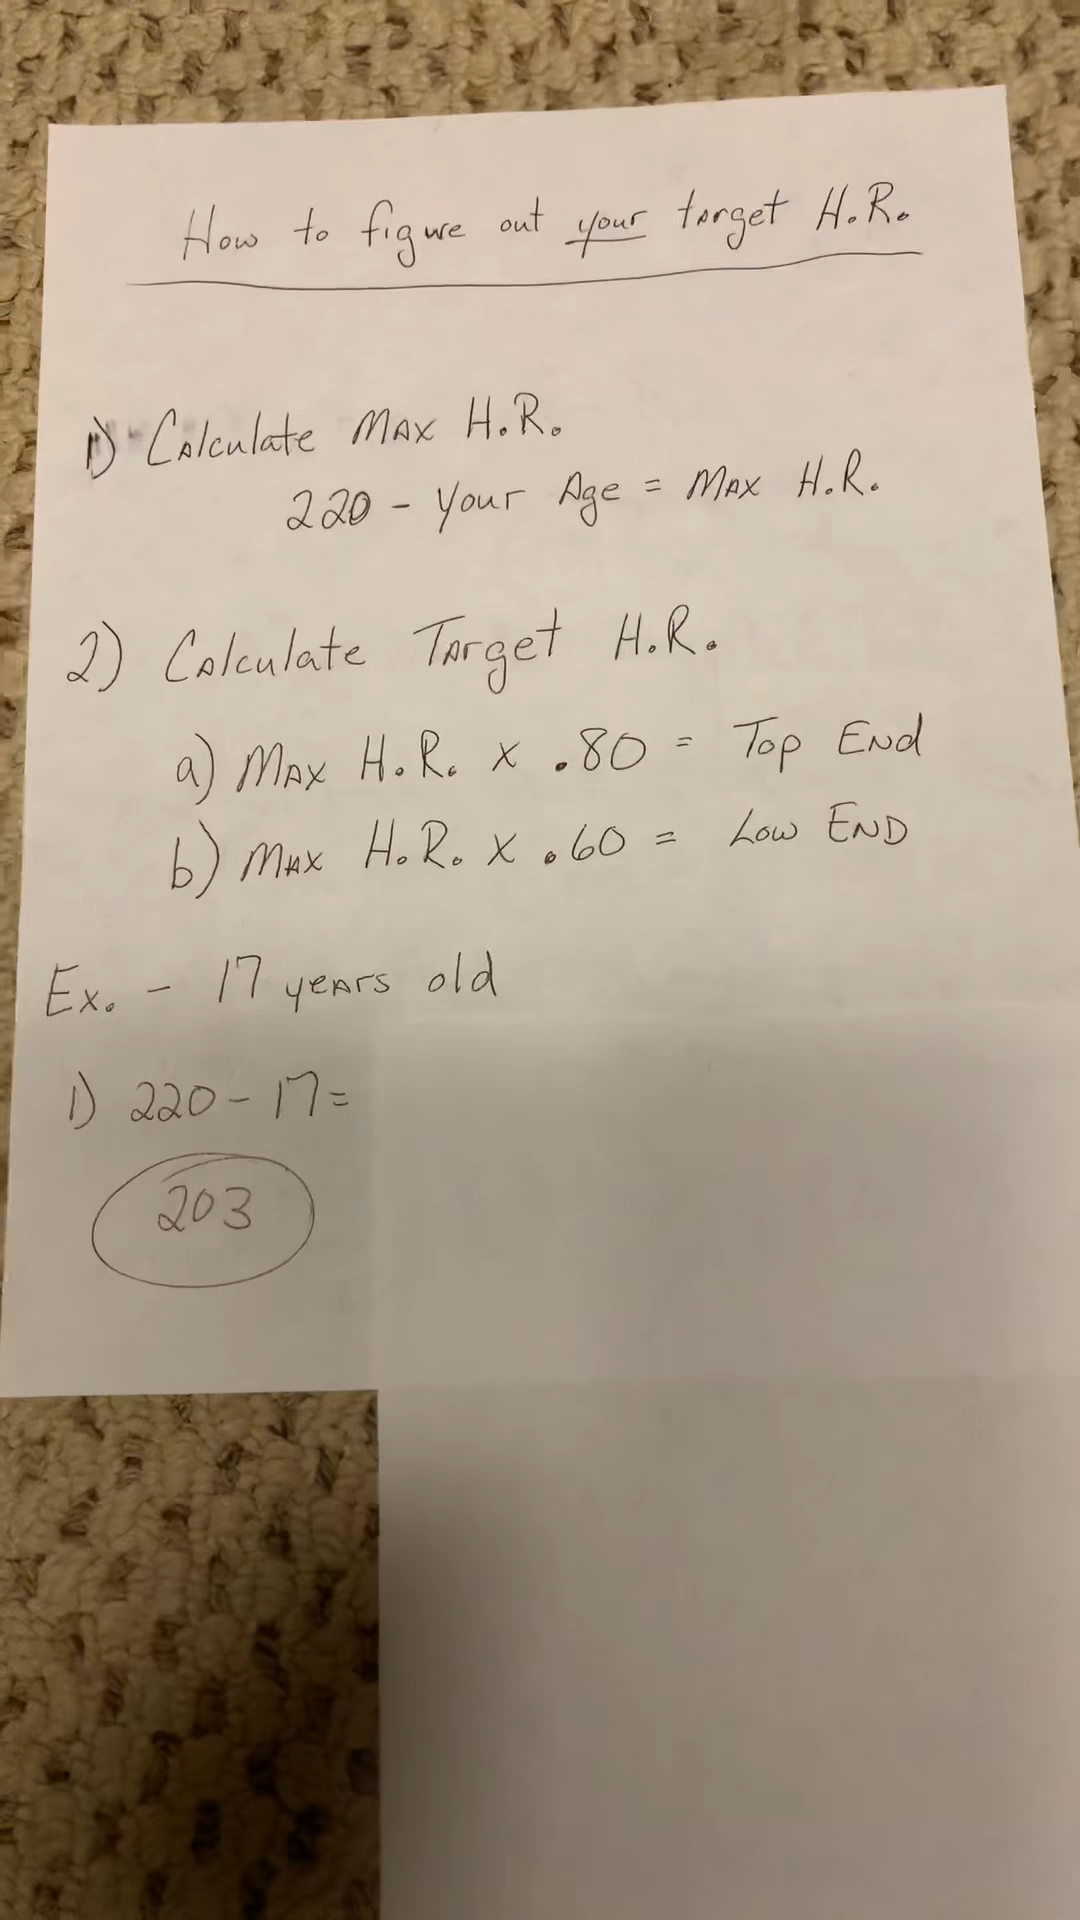 How to figure out your target H.R.
1) Calculate Max H.R.
220 - Your Age = Max H.R.
2) Calculate Target H.R.
a) Max H.R. x .80 = Top End
b) Max H.R. x .60 = Low END
Ex. - 17 years old
1) 220 - 17 =
203